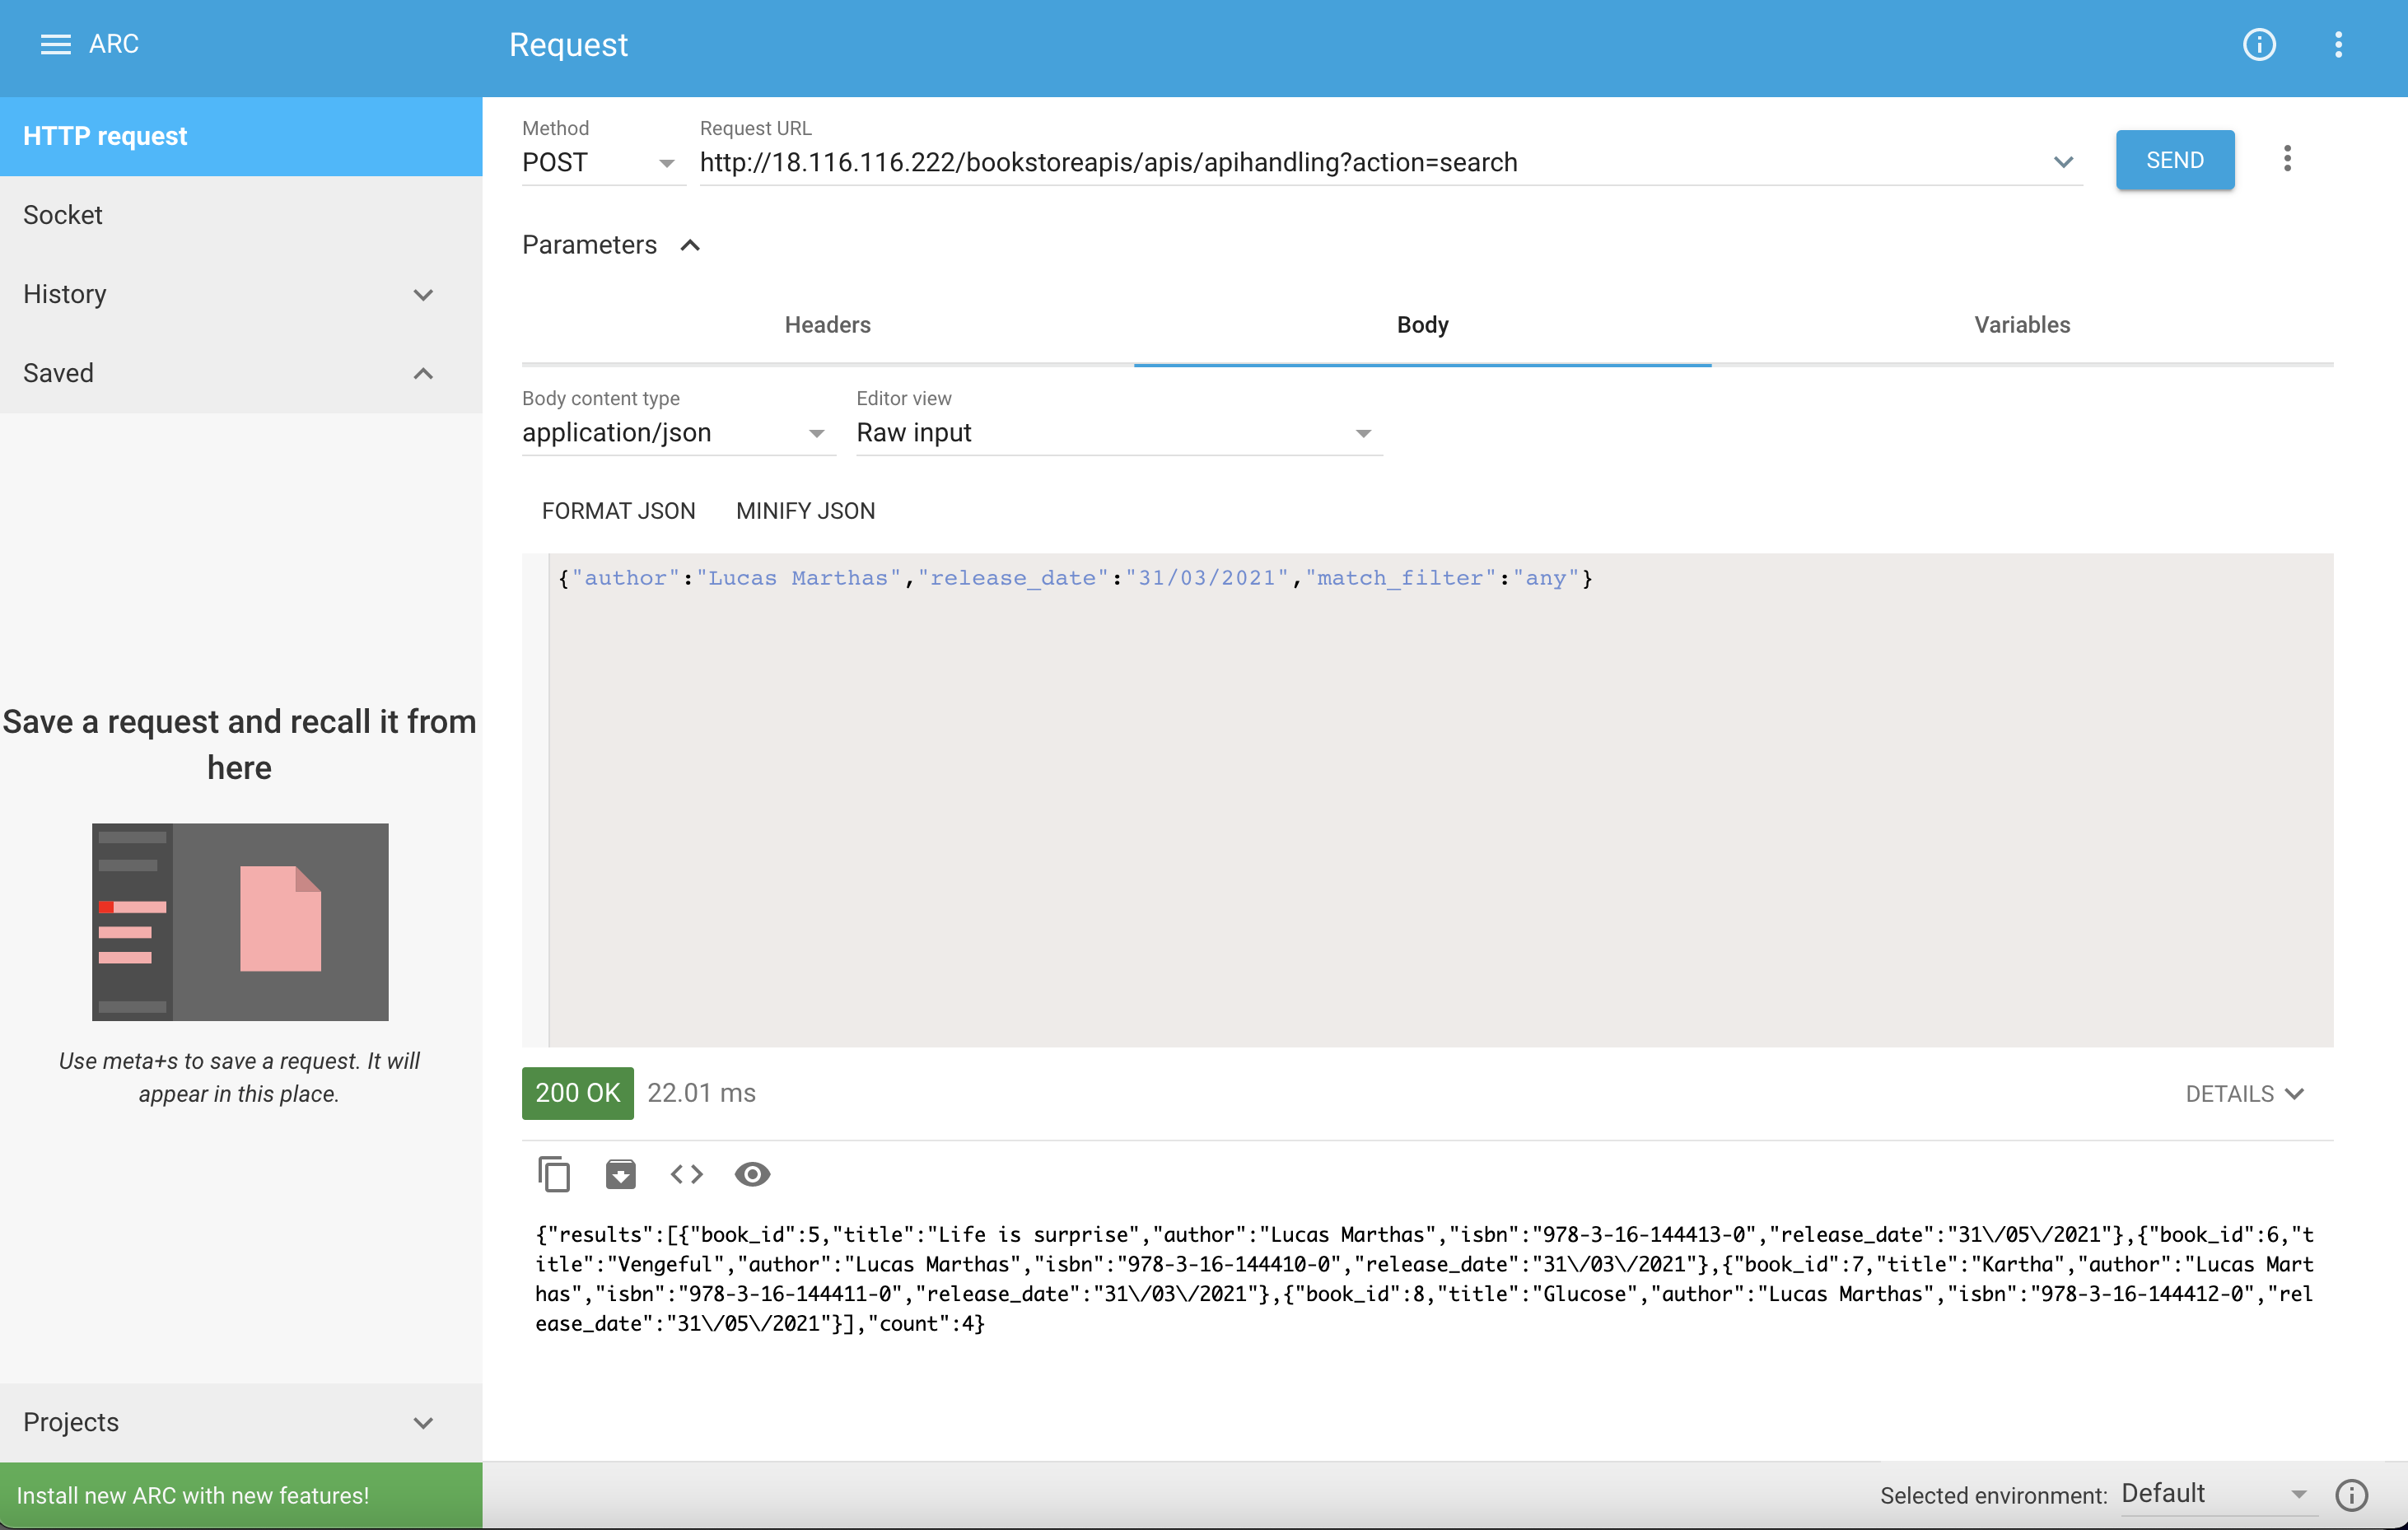 ARC
Request
HTTP request
Socket
History
Saved
Save a request and recall it from
here
Use meta+s to save a request. It will
appear in this place.
Projects
Install new ARC with new features!
Method
POST
Request URL
http://18.116.116.222/bookstoreapis/apis/apihandling?action=search
SEND
Parameters
Headers
Body
Variables
Body content type
application/json
Editor view
Raw input
FORMAT JSON
MINIFY JSON
{"author":"Lucas Marthas","release_date":"31/03/2021","match_filter":"any"}
200 OK
22.01 ms
DETAILS
{"results":[{"book_id":5,"title":"Life is surprise","author":"Lucas Marthas","isbn":"978-3-16-144413-0","release_date":"31\/05\/2021"},{"book_id":6,"t
itle":"Vengeful","author":"Lucas Marthas","isbn":"978-3-16-144410-0","release_date":"31\/03\/2021"},{"book_id":7,"title":"Kartha","author":"Lucas Mart
has","isbn":"978-3-16-144411-0","release_date":"31\/03\/2021"},{"book_id":8,"title":"Glucose","author":"Lucas Marthas","isbn":"978-3-16-144412-0","rel
ease_date":"31\/05\/2021"}],"count":4}
Selected environment:
Default